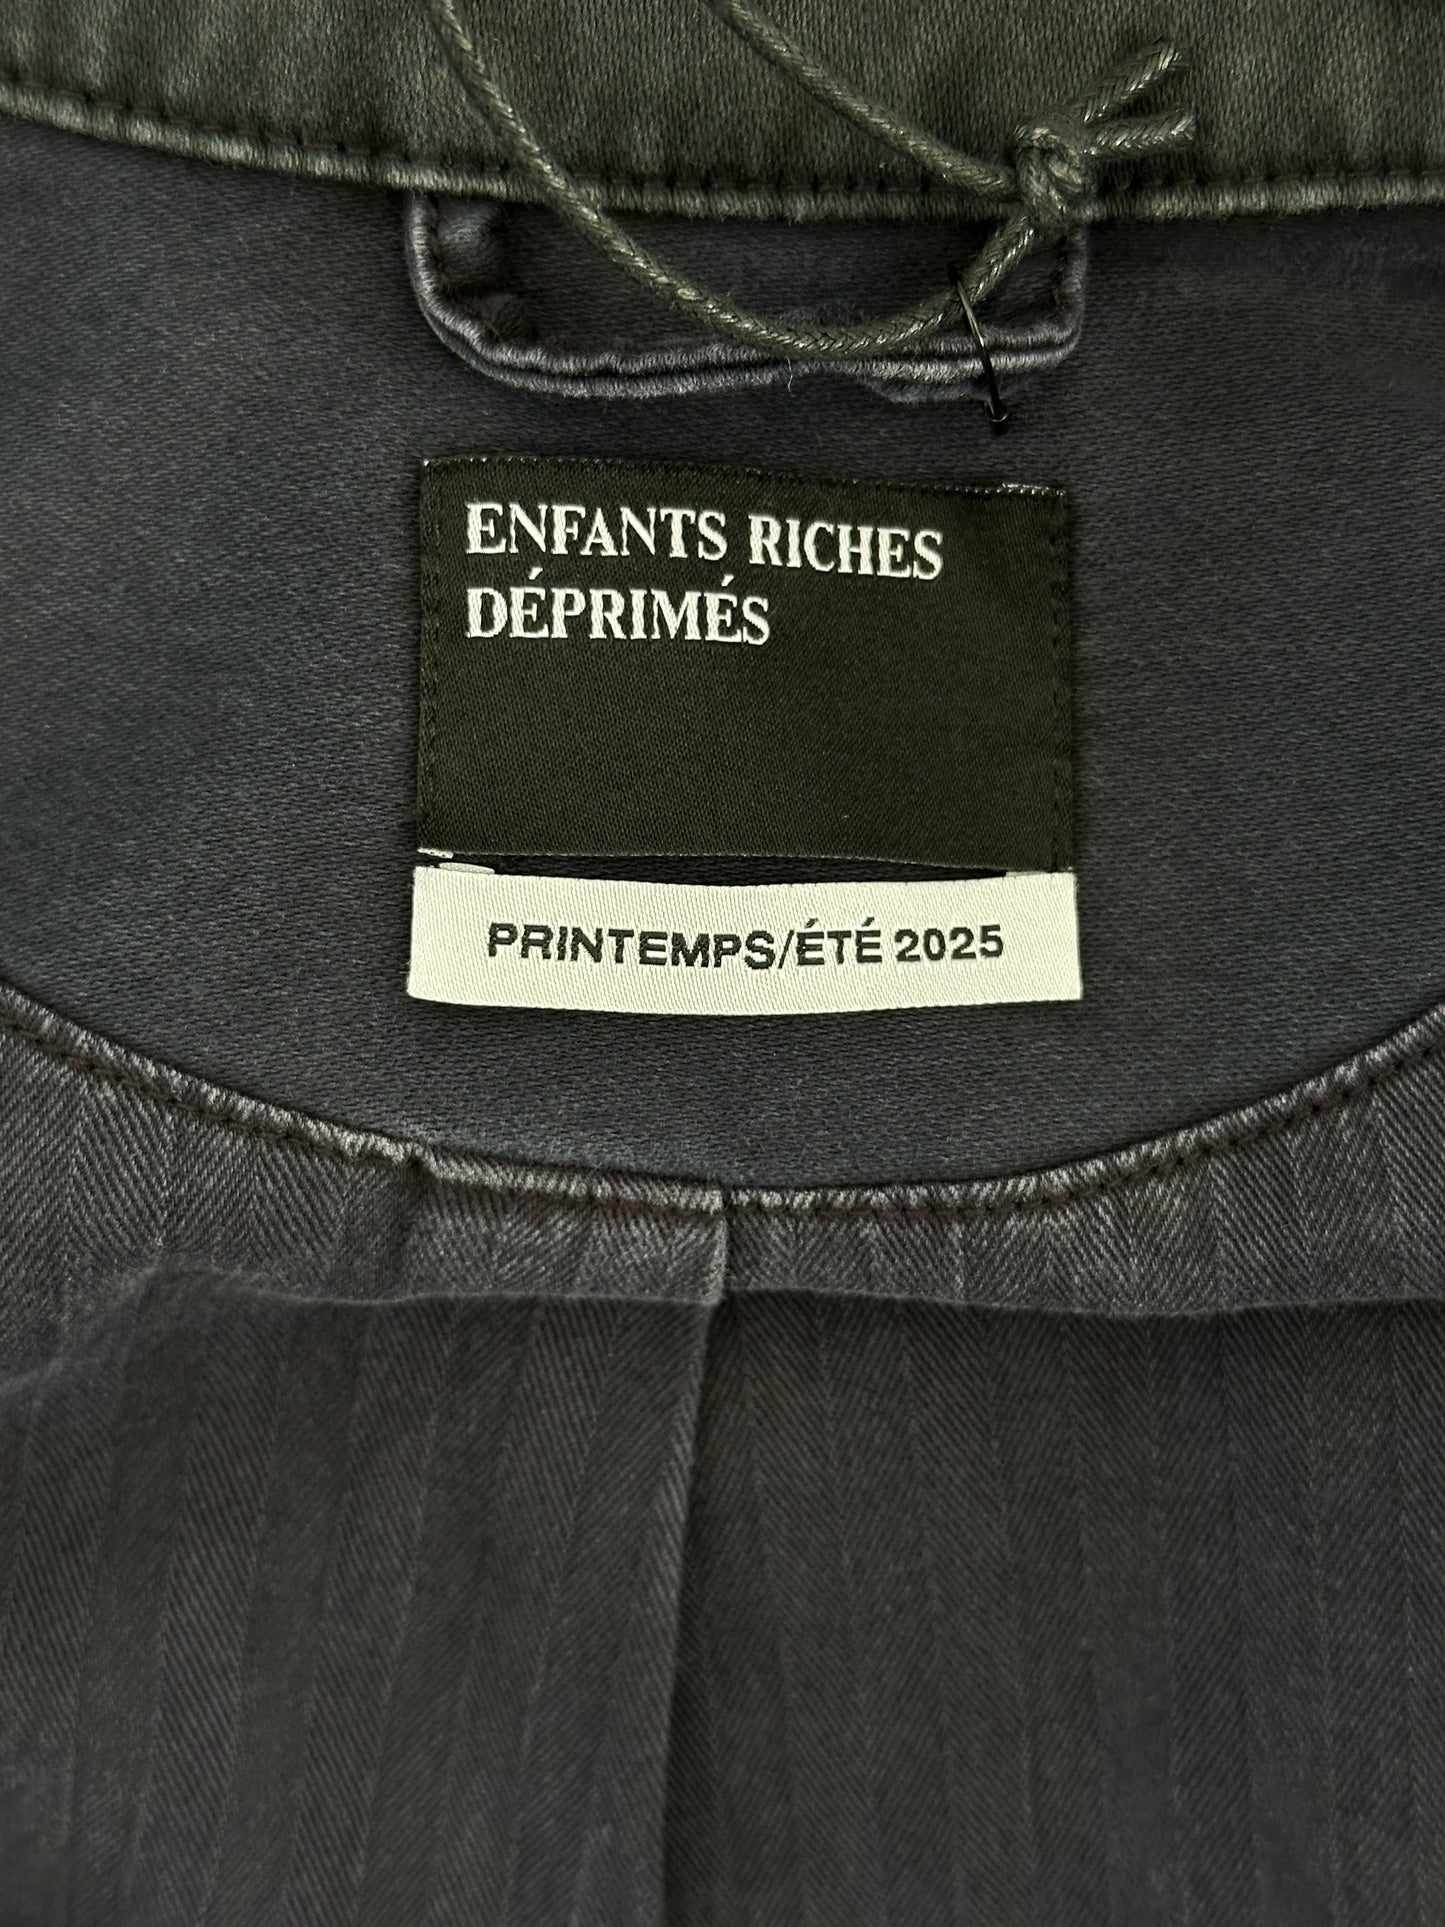 ENFANTS RICHES
DÉPRIMÉS
PRINTEMPS/ÉTÉ 2025